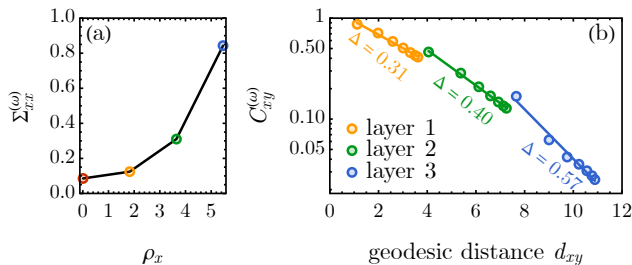 (a)
Σ_{xx}^{(ω)}
1.0
0.8
0.6
0.4
0.2
0.0
0 1 2 3 4 5
ρ_x
(b)
C_{xy}^{(ω)}
1
0.50
0.10
0.05
Δ = 0.31
Δ = 0.40
Δ = 0.57
layer 1
layer 2
layer 3
0 2 4 6 8 10 12
geodesic distance d_{xy}